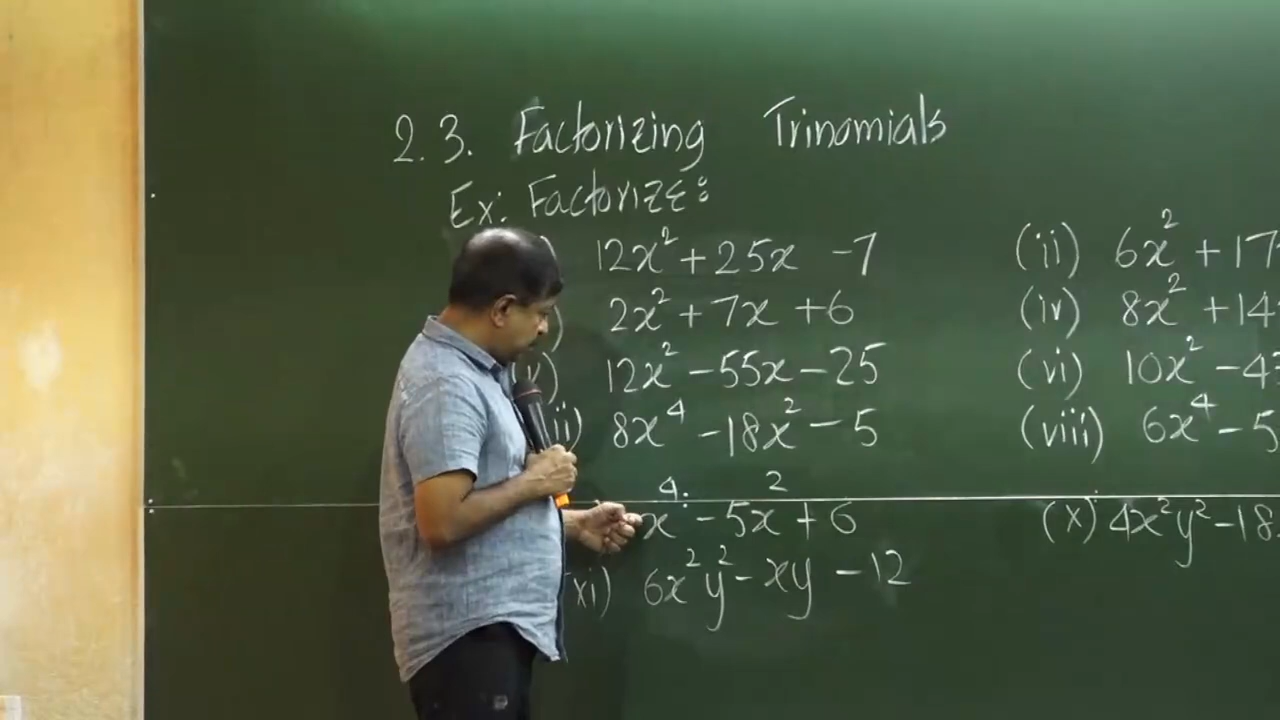 2.3. Factorizing Trinomials
Ex: Factorize:
) 12x² + 25x - 7 (ii) 6x² + 17
) 2x² + 7x + 6 (iv) 8x² + 14
(v) 12x² - 55x - 25 (vi) 10x² - 43
ii) 8x⁴ - 18x² - 5 (viii) 6x⁴ - 5
x⁴ - 5x² + 6 (x) 4x²y² - 18
(xi) 6x²y² - xy - 12